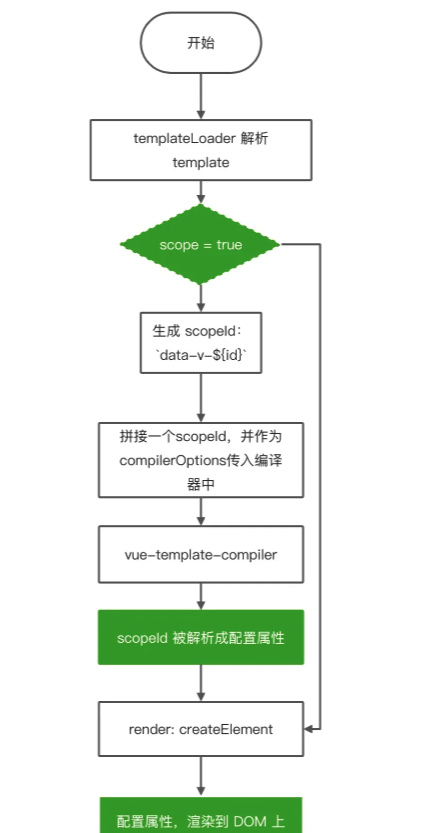 开始
templateLoader 解析
template
scope = true
生成 scopeId：
`data-v-${id}`
拼接一个scopeId，并作为
compilerOptions传入编译
器中
vue-template-compiler
scopeId 被解析成配置属性
render: createElement
配置属性，渲染到 DOM 上